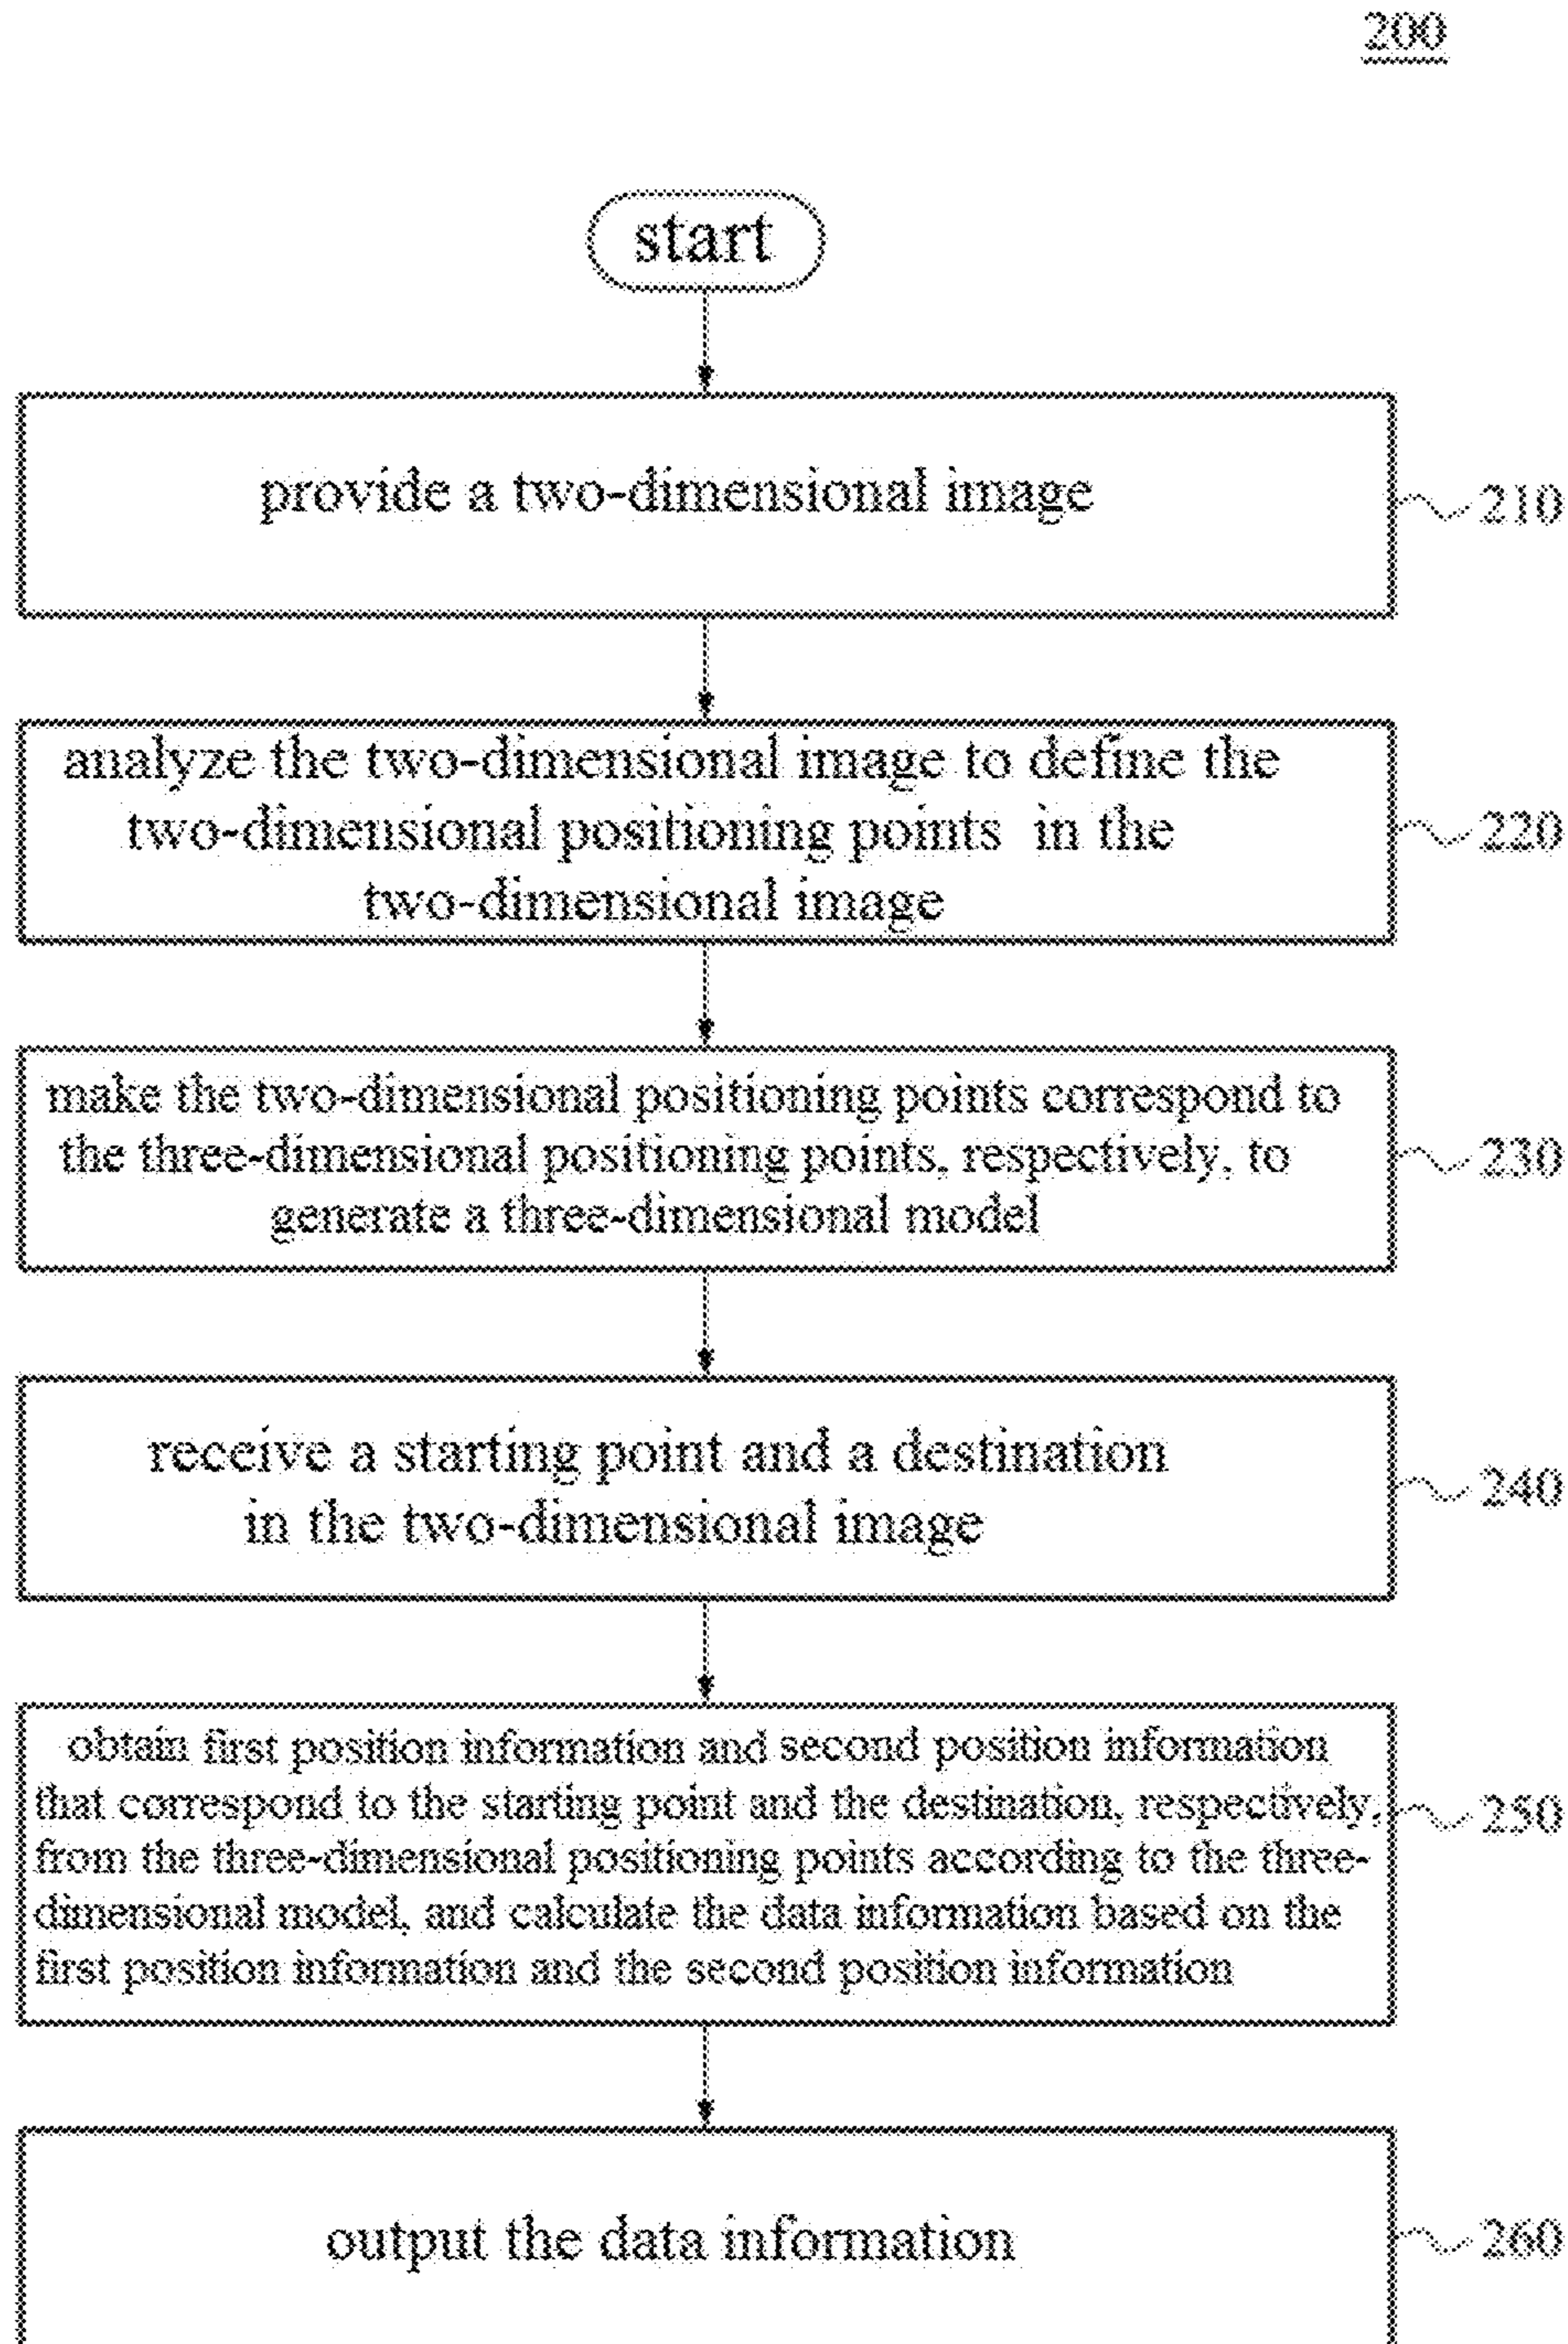 200
start
provide a two-dimensional image
210
analyze the two-dimensional image to define the
two-dimensional positioning points in the
two-dimensional image
220
make the two-dimensional positioning points correspond to
the three-dimensional positioning points, respectively, to
generate a three-dimensional model
230
receive a starting point and a destination
in the two-dimensional image
240
obtain first position information and second position information
that correspond to the starting point and the destination, respectively,
from the three-dimensional positioning points according to the three-
dimensional model, and calculate the data information based on the
first position information and the second position information
250
output the data information
260